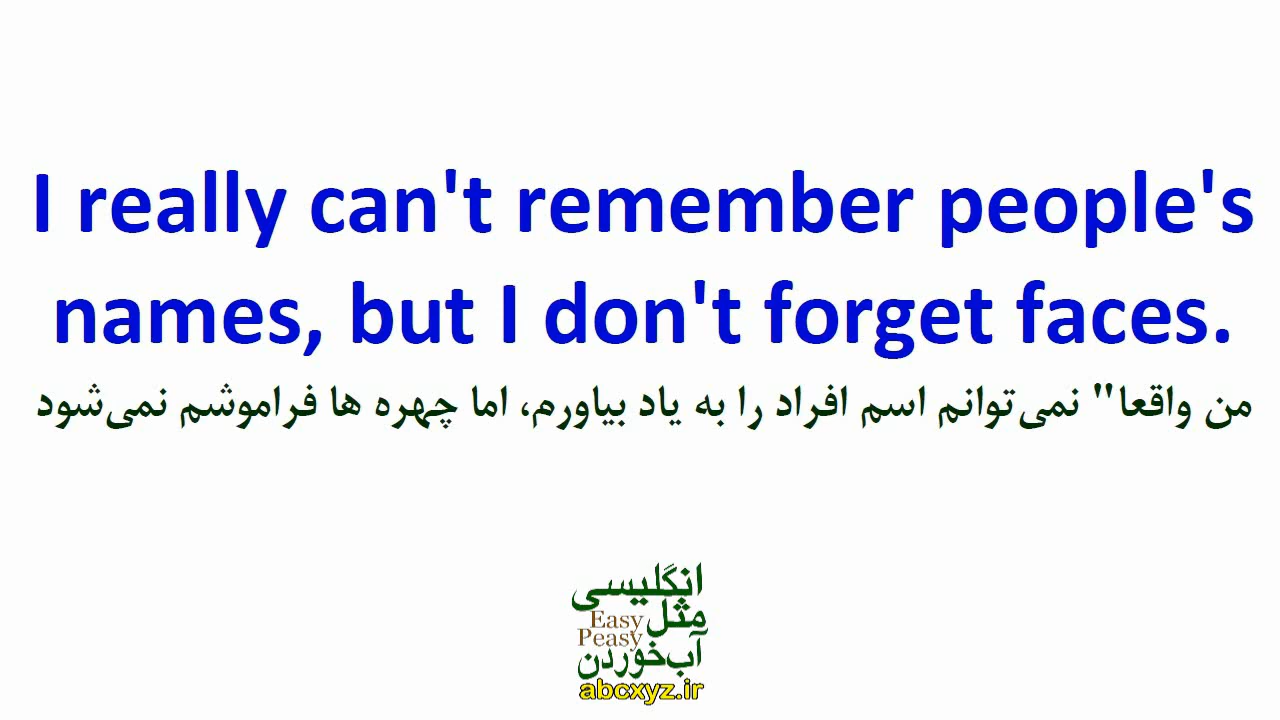 I really can't remember people's
names, but I don't forget faces.
من واقعا" نمی‌توانم اسم افراد را به یاد بیاورم، اما چهره ها فراموشم نمی‌شود
انگلیسی
مثل
Easy
Peasy
آب‌خوردن
abcxyz.ir